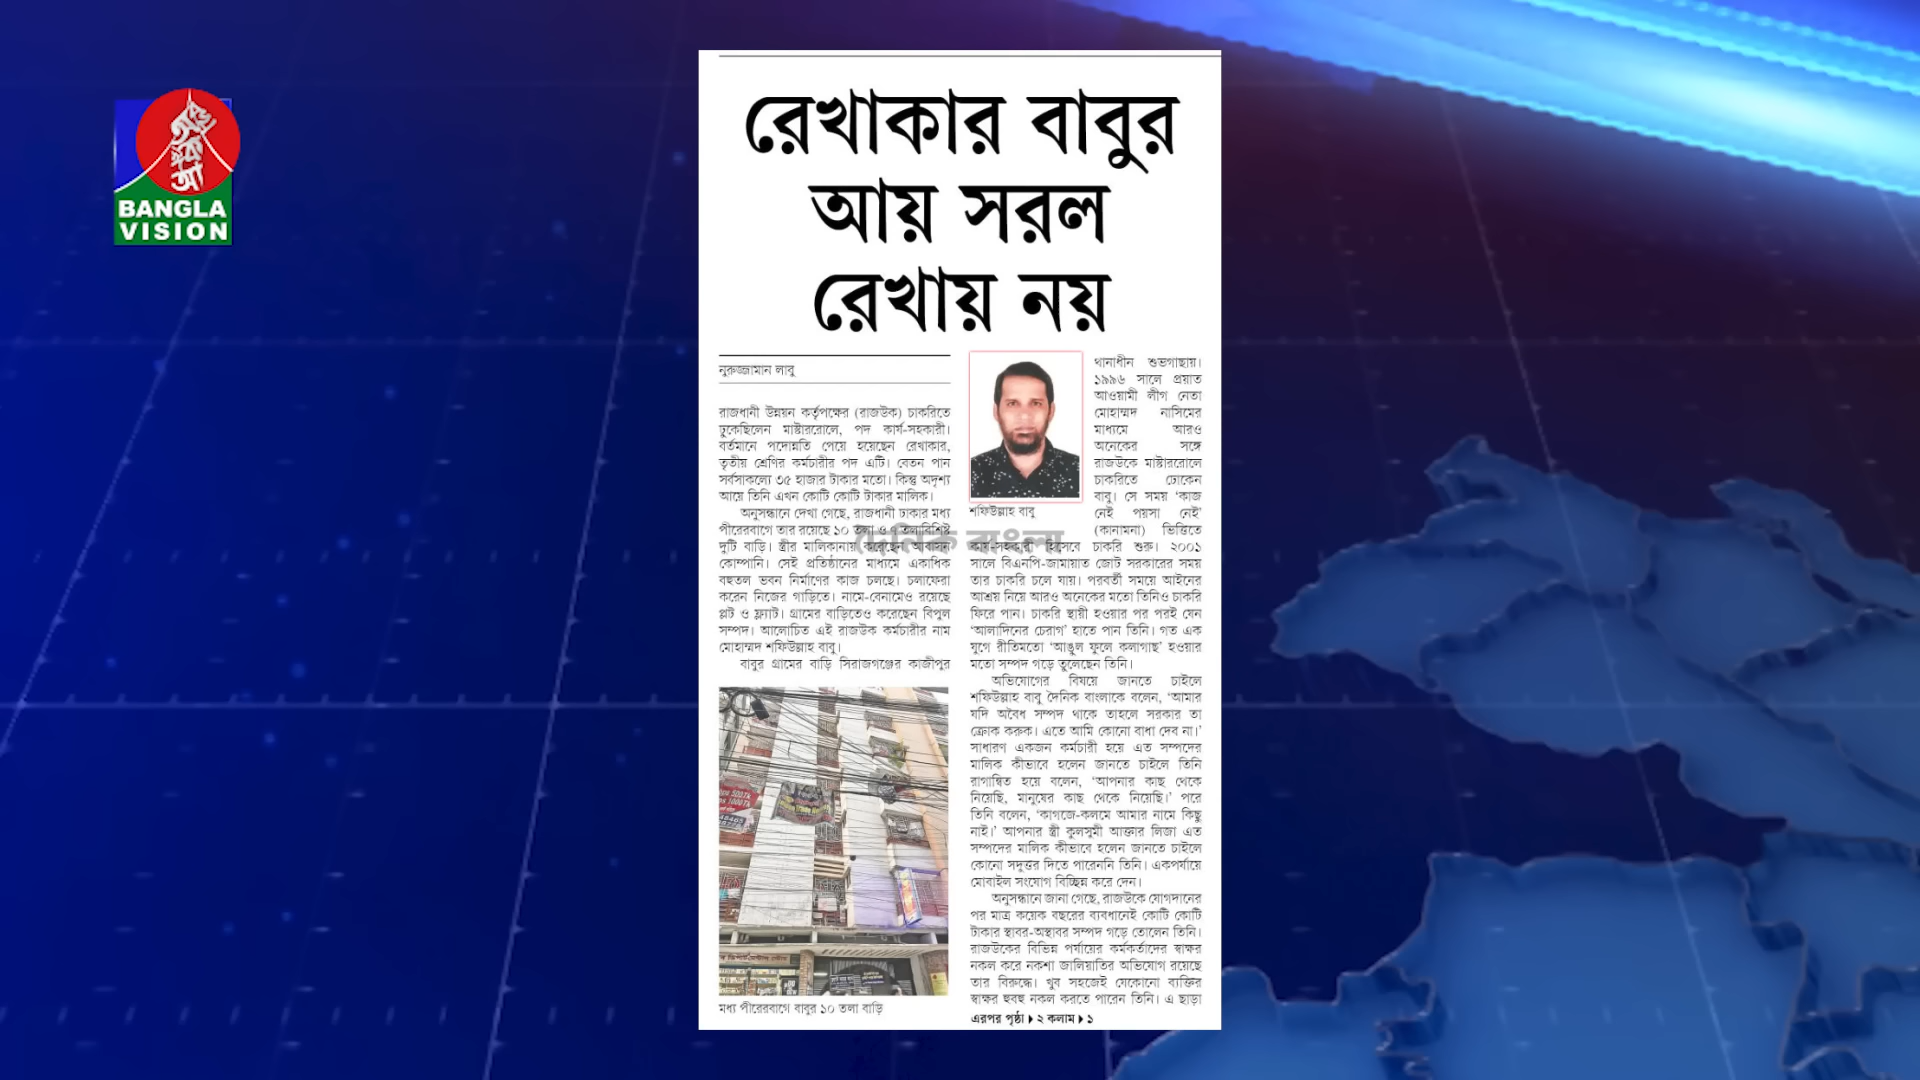 BANGLA
VISION
রেখাকার বাবুর
আয় সরল
রেখায় নয়
নুরুজ্জামান লাবু
রাজধানী উন্নয়ন কর্তৃপক্ষের (রাজউক) চাকরিতে
ঢুকেছিলেন মাস্টাররোলে, পদ কার্য-সহকারী।
বর্তমানে পদোন্নতি পেয়ে হয়েছেন রেখাকার,
তৃতীয় শ্রেণির কর্মচারীর পদ এটি। বেতন পান
সর্বসাকল্যে ৩৫ হাজার টাকার মতো। কিন্তু অদৃশ্য
আয়ে তিনি এখন কোটি কোটি টাকার মালিক।
অনুসন্ধানে দেখা গেছে, রাজধানী ঢাকার মধ্য
পীরেরবাগে তার রয়েছে ১০ তলা ও ৭ তলাবিশিষ্ট
দুটি বাড়ি। স্ত্রীর মালিকানায় করেছেন আবাসন
কোম্পানি। সেই প্রতিষ্ঠানের মাধ্যমে একাধিক
বহুতল ভবন নির্মাণের কাজ চলছে। চলাফেরা
করেন নিজের গাড়িতে। নামে-বেনামেও রয়েছে
প্লট ও ফ্ল্যাট। গ্রামের বাড়িতেও করেছেন বিপুল
সম্পদ। আলোচিত এই রাজউক কর্মচারীর নাম
মোহাম্মদ শফিউল্লাহ বাবু।
বাবুর গ্রামের বাড়ি সিরাজগঞ্জের কাজীপুর
মধ্য পীরেরবাগে বাবুর ১০ তলা বাড়ি
শফিউল্লাহ বাবু
দৈনিক বাংলা
থানাধীন শুভগাছায়।
১৯৯৬ সালে প্রয়াত
আওয়ামী লীগ নেতা
মোহাম্মদ নাসিমের
মাধ্যমে আরও
অনেকের সঙ্গে
রাজউকে মাস্টাররোলে
চাকরিতে ঢোকেন
বাবু। সে সময় ‘কাজ
নেই পয়সা নেই’
(কানামনা) ভিত্তিতে
কার্য-সহকারী হিসেবে চাকরি শুরু। ২০০১
সালে বিএনপি-জামায়াত জোট সরকারের সময়
তার চাকরি চলে যায়। পরবর্তী সময়ে আইনের
আশ্রয় নিয়ে আরও অনেকের মতো তিনিও চাকরি
ফিরে পান। চাকরি স্থায়ী হওয়ার পর পরই যেন
‘আলাদিনের চেরাগ’ হাতে পান তিনি। গত এক
যুগে রীতিমতো ‘আঙুল ফুলে কলাগাছ’ হওয়ার
মতো সম্পদ গড়ে তুলেছেন তিনি।
অভিযোগের বিষয়ে জানতে চাইলে
শফিউল্লাহ বাবু দৈনিক বাংলাকে বলেন, ‘আমার
যদি অবৈধ সম্পদ থাকে তাহলে সরকার তা
ক্রোক করুক। এতে আমি কোনো বাধা দেব না।’
সাধারণ একজন কর্মচারী হয়ে এত সম্পদের
মালিক কীভাবে হলেন জানতে চাইলে তিনি
রাগান্বিত হয়ে বলেন, ‘আপনার কাছ থেকে
নিয়েছি, মানুষের কাছ থেকে নিয়েছি।’ পরে
তিনি বলেন, ‘কাগজে-কলমে আমার নামে কিছু
নাই।’ আপনার স্ত্রী কুলসুমী আক্তার লিজা এত
সম্পদের মালিক কীভাবে হলেন জানতে চাইলে
কোনো সদুত্তর দিতে পারেননি তিনি। একপর্যায়ে
মোবাইল সংযোগ বিচ্ছিন্ন করে দেন।
অনুসন্ধানে জানা গেছে, রাজউকে যোগদানের
পর মাত্র কয়েক বছরের ব্যবধানেই কোটি কোটি
টাকার স্থাবর-অস্থাবর সম্পদ গড়ে তোলেন তিনি।
রাজউকের বিভিন্ন পর্যায়ের কর্মকর্তাদের স্বাক্ষর
নকল করে নকশা জালিয়াতির অভিযোগ রয়েছে
তার বিরুদ্ধে। খুব সহজেই যেকোনো ব্যক্তির
স্বাক্ষর হুবহু নকল করতে পারেন তিনি। এ ছাড়া
এরপর পৃষ্ঠা ২ কলাম ১